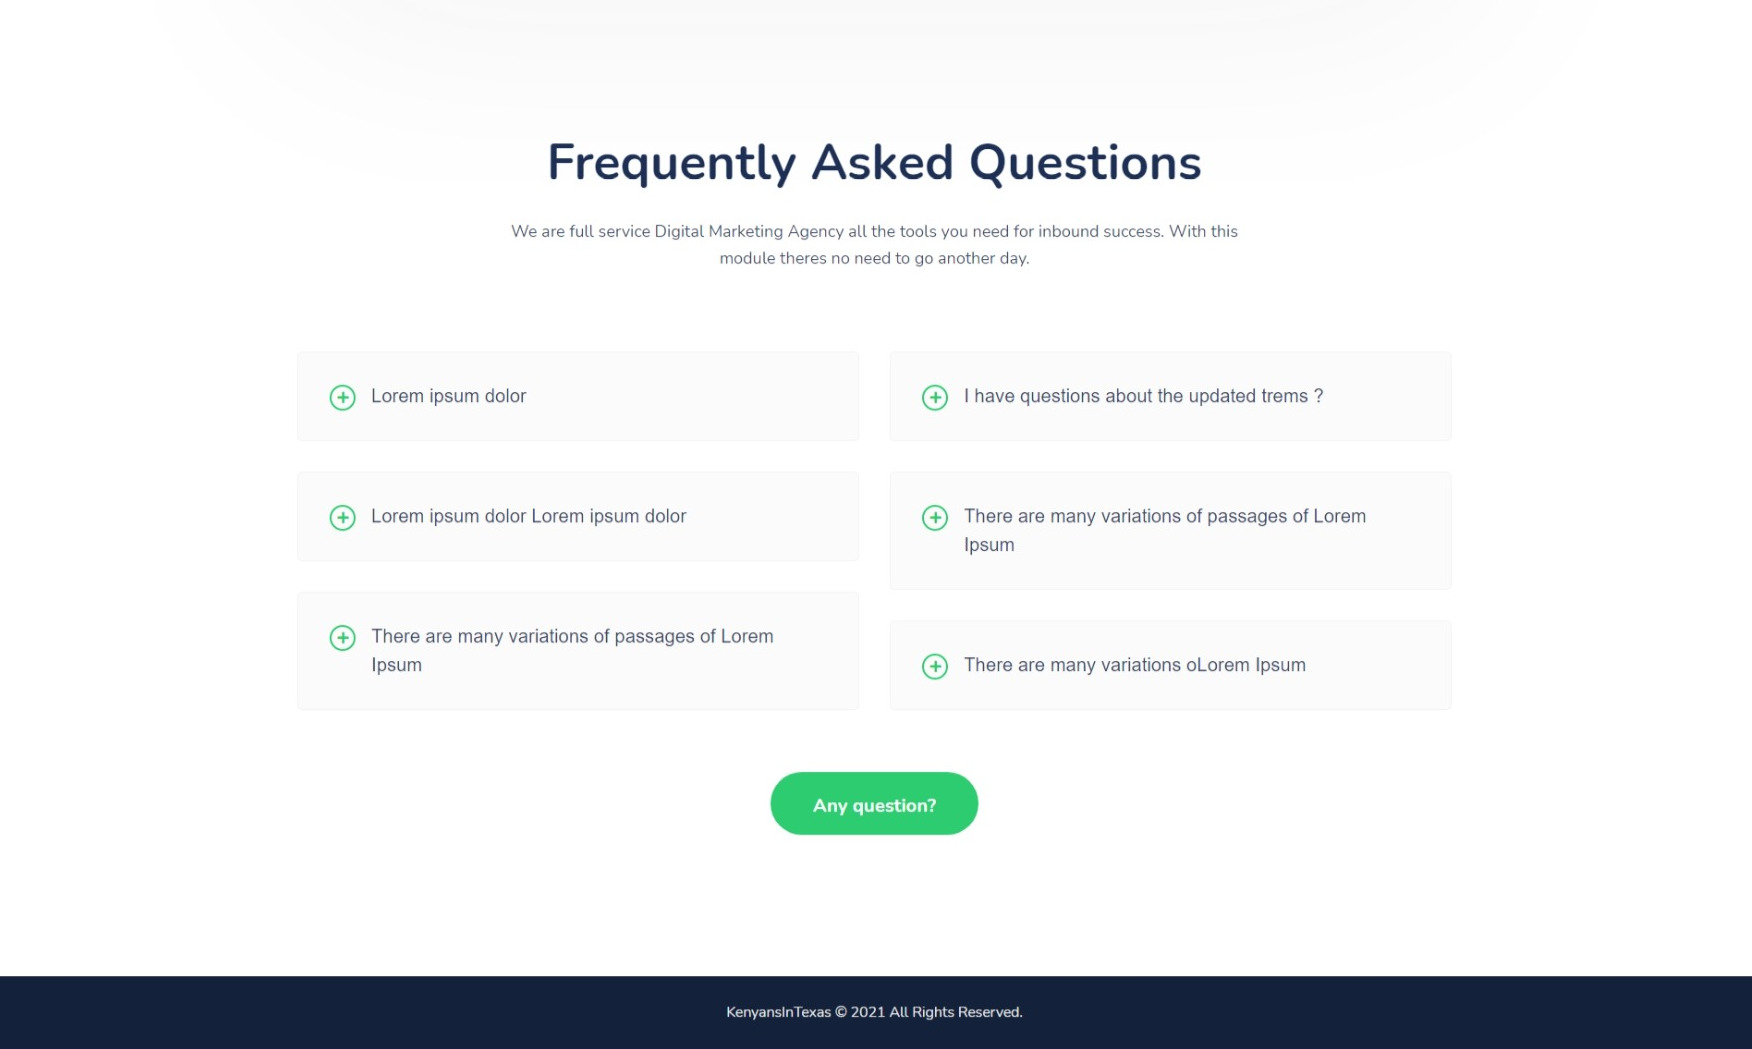 Frequently Asked Questions
We are full service Digital Marketing Agency all the tools you need for inbound success. With this
module theres no need to go another day.
Lorem ipsum dolor
Lorem ipsum dolor Lorem ipsum dolor
There are many variations of passages of Lorem
Ipsum
I have questions about the updated trems ?
There are many variations of passages of Lorem
Ipsum
There are many variations oLorem Ipsum
Any question?
KenyansInTexas © 2021 All Rights Reserved.